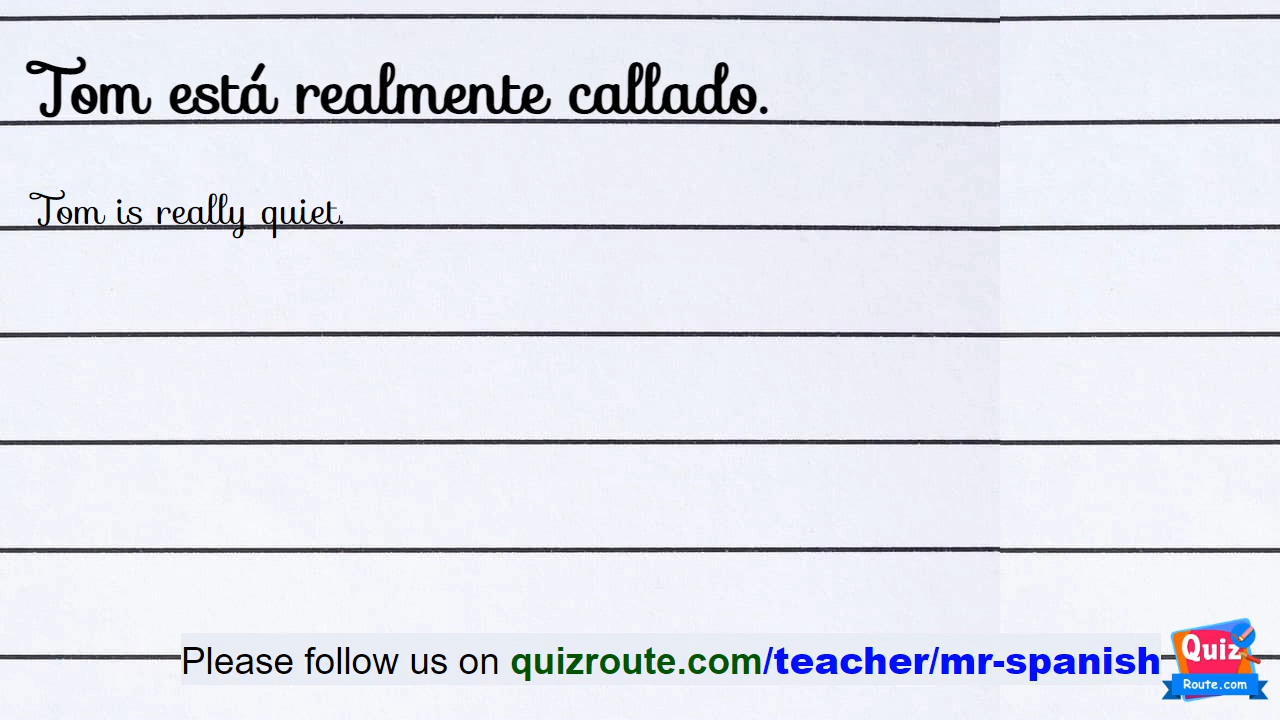 Tom está realmente callado.
Tom is really quiet.
Please follow us on quizroute.com/teacher/mr-spanish
Quiz
Route.com